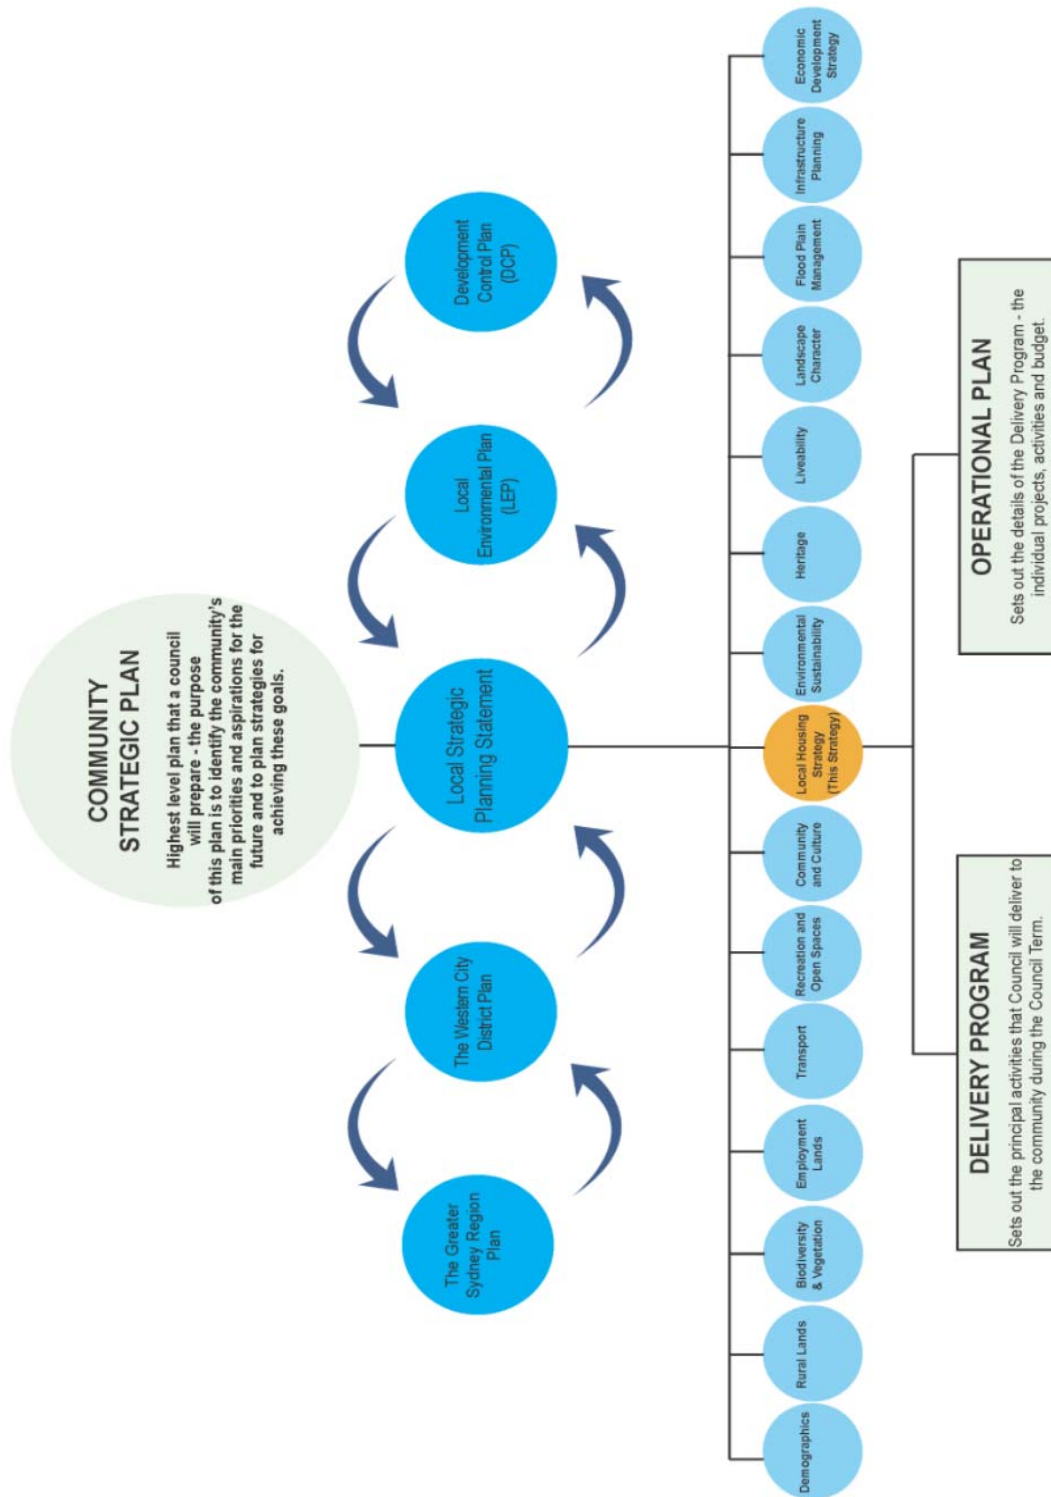 COMMUNITY
STRATEGIC PLAN
Highest level plan that a council
will prepare - the purpose
of this plan is to identify the community's
main priorities and aspirations for the
future and to plan strategies for
achieving these goals.
The Greater
Sydney Region
Plan
The Western City
District Plan
Local Strategic
Planning Statement
Local
Environmental Plan
(LEP)
Development
Control Plan
(DCP)
Demographics
Rural Lands
Biodiversity
& Vegetation
Employment
Lands
Transport
Recreation and
Open Spaces
Community
and Culture
Local Housing
Strategy
(This Strategy)
Environmental
Sustainability
Heritage
Liveability
Landscape
Character
Flood Plain
Management
Infrastructure
Planning
Economic
Development
Strategy
DELIVERY PROGRAM
Sets out the principal activities that Council will deliver to
the community during the Council Term.
OPERATIONAL PLAN
Sets out the details of the Delivery Program - the
individual projects, activities and budget.